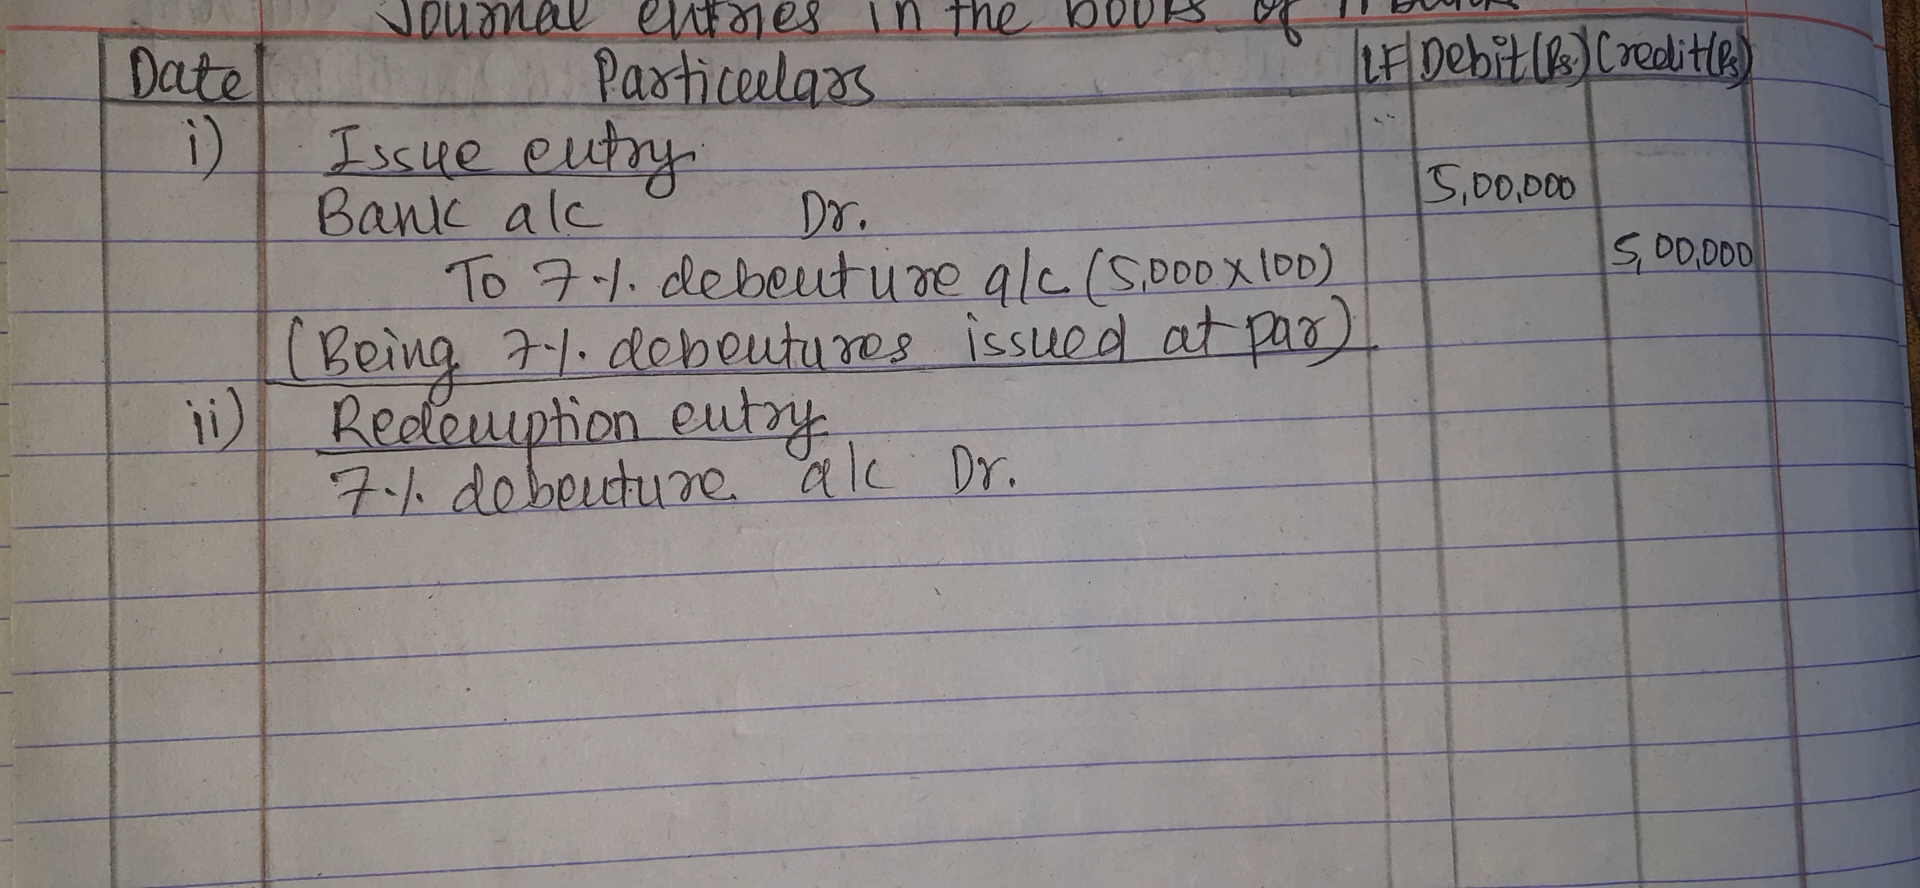 Journal entries in the books of
Date Particulars LF Debit(Rs) Credit(Rs)
i) Issue entry
Bank a/c Dr. 5,00,000
To 7% debenture a/c (5,000x100) 5,00,000
(Being 7% debentures issued at par)
ii) Redemption entry
7% debenture a/c Dr.